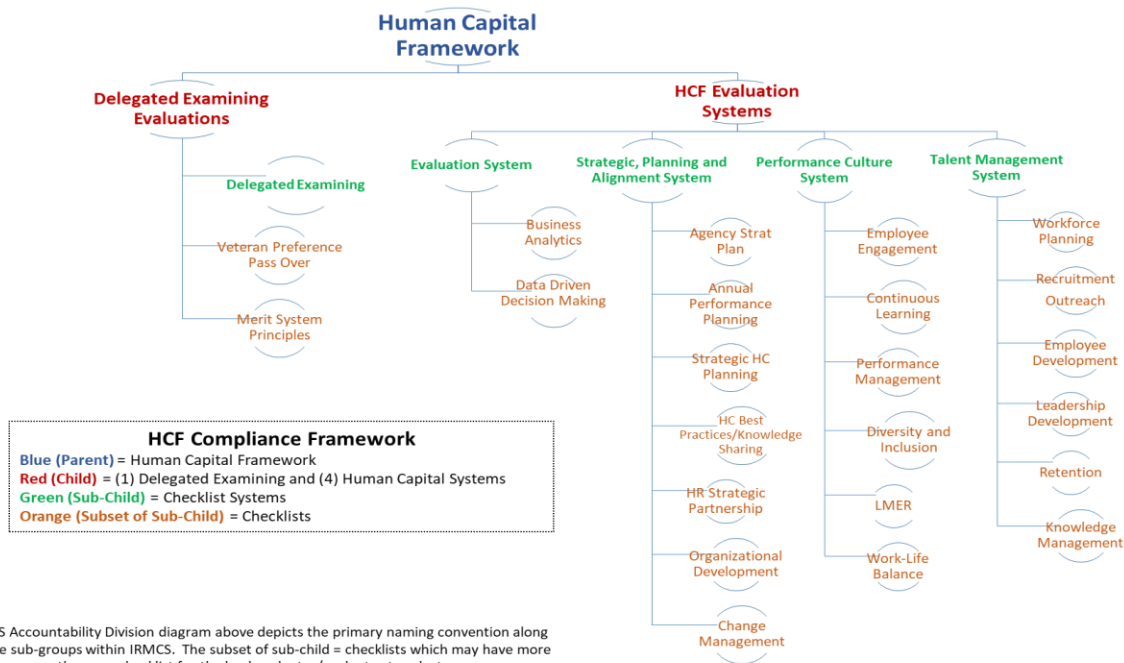 Human Capital
Framework
Delegated Examining
Evaluations
HCF Evaluation
Systems
Delegated Examining
Veteran Preference
Pass Over
Merit System
Principles
Evaluation System
Business
Analytics
Data Driven
Decision Making
Strategic, Planning and
Alignment System
Agency Strat
Plan
Annual
Performance
Planning
Strategic HC
Planning
HC Best
Practices/Knowledge
Sharing
HR Strategic
Partnership
Organizational
Development
Change
Management
Performance Culture
System
Employee
Engagement
Continuous
Learning
Performance
Management
Diversity and
Inclusion
LMER
Work-Life
Balance
Talent Management
System
Workforce
Planning
Recruitment
Outreach
Employee
Development
Leadership
Development
Retention
Knowledge
Management
HCF Compliance Framework
Blue (Parent) = Human Capital Framework
Red (Child) = (1) Delegated Examining and (4) Human Capital Systems
Green (Sub-Child) = Checklist Systems
Orange (Subset of Sub-Child) = Checklists
S Accountability Division diagram above depicts the primary naming convention along
e sub-groups within IRMCS. The subset of sub-child = checklists which may have more